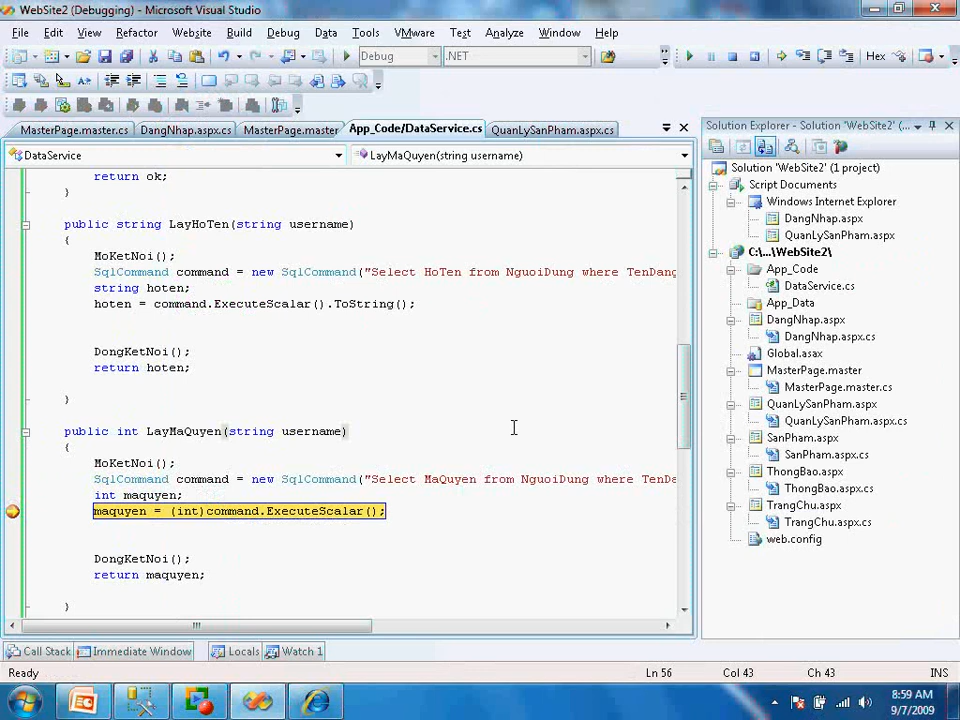 WebSite2 (Debugging) - Microsoft Visual Studio
File Edit View Refactor Website Build Debug Data Tools VMware Test Analyze Window Help
Debug .NET Hex
MasterPage.master.cs DangNhap.aspx.cs MasterPage.master App_Code/DataService.cs QuanLySanPham.aspx.cs
DataService LayMaQuyen(string username)
return ok;
}
public string LayHoTen(string username)
{
MoKetNoi();
SqlCommand command = new SqlCommand("Select HoTen from NguoiDung where TenDang
string hoten;
hoten = command.ExecuteScalar().ToString();
DongKetNoi();
return hoten;
}
public int LayMaQuyen(string username)
{
MoKetNoi();
SqlCommand command = new SqlCommand("Select MaQuyen from NguoiDung where TenDa
int maquyen;
maquyen = (int)command.ExecuteScalar();
DongKetNoi();
return maquyen;
}
Solution Explorer - Solution 'WebSite2' (...
Solution 'WebSite2' (1 project)
Script Documents
Windows Internet Explorer
DangNhap.aspx
QuanLySanPham.aspx
C:\...\WebSite2\
App_Code
DataService.cs
App_Data
DangNhap.aspx
DangNhap.aspx.cs
Global.asax
MasterPage.master
MasterPage.master.cs
QuanLySanPham.aspx
QuanLySanPham.aspx.cs
SanPham.aspx
SanPham.aspx.cs
ThongBao.aspx
ThongBao.aspx.cs
TrangChu.aspx
TrangChu.aspx.cs
web.config
Call Stack Immediate Window Locals Watch 1
Ready Ln 56 Col 43 Ch 43 INS
8:59 AM
9/7/2009